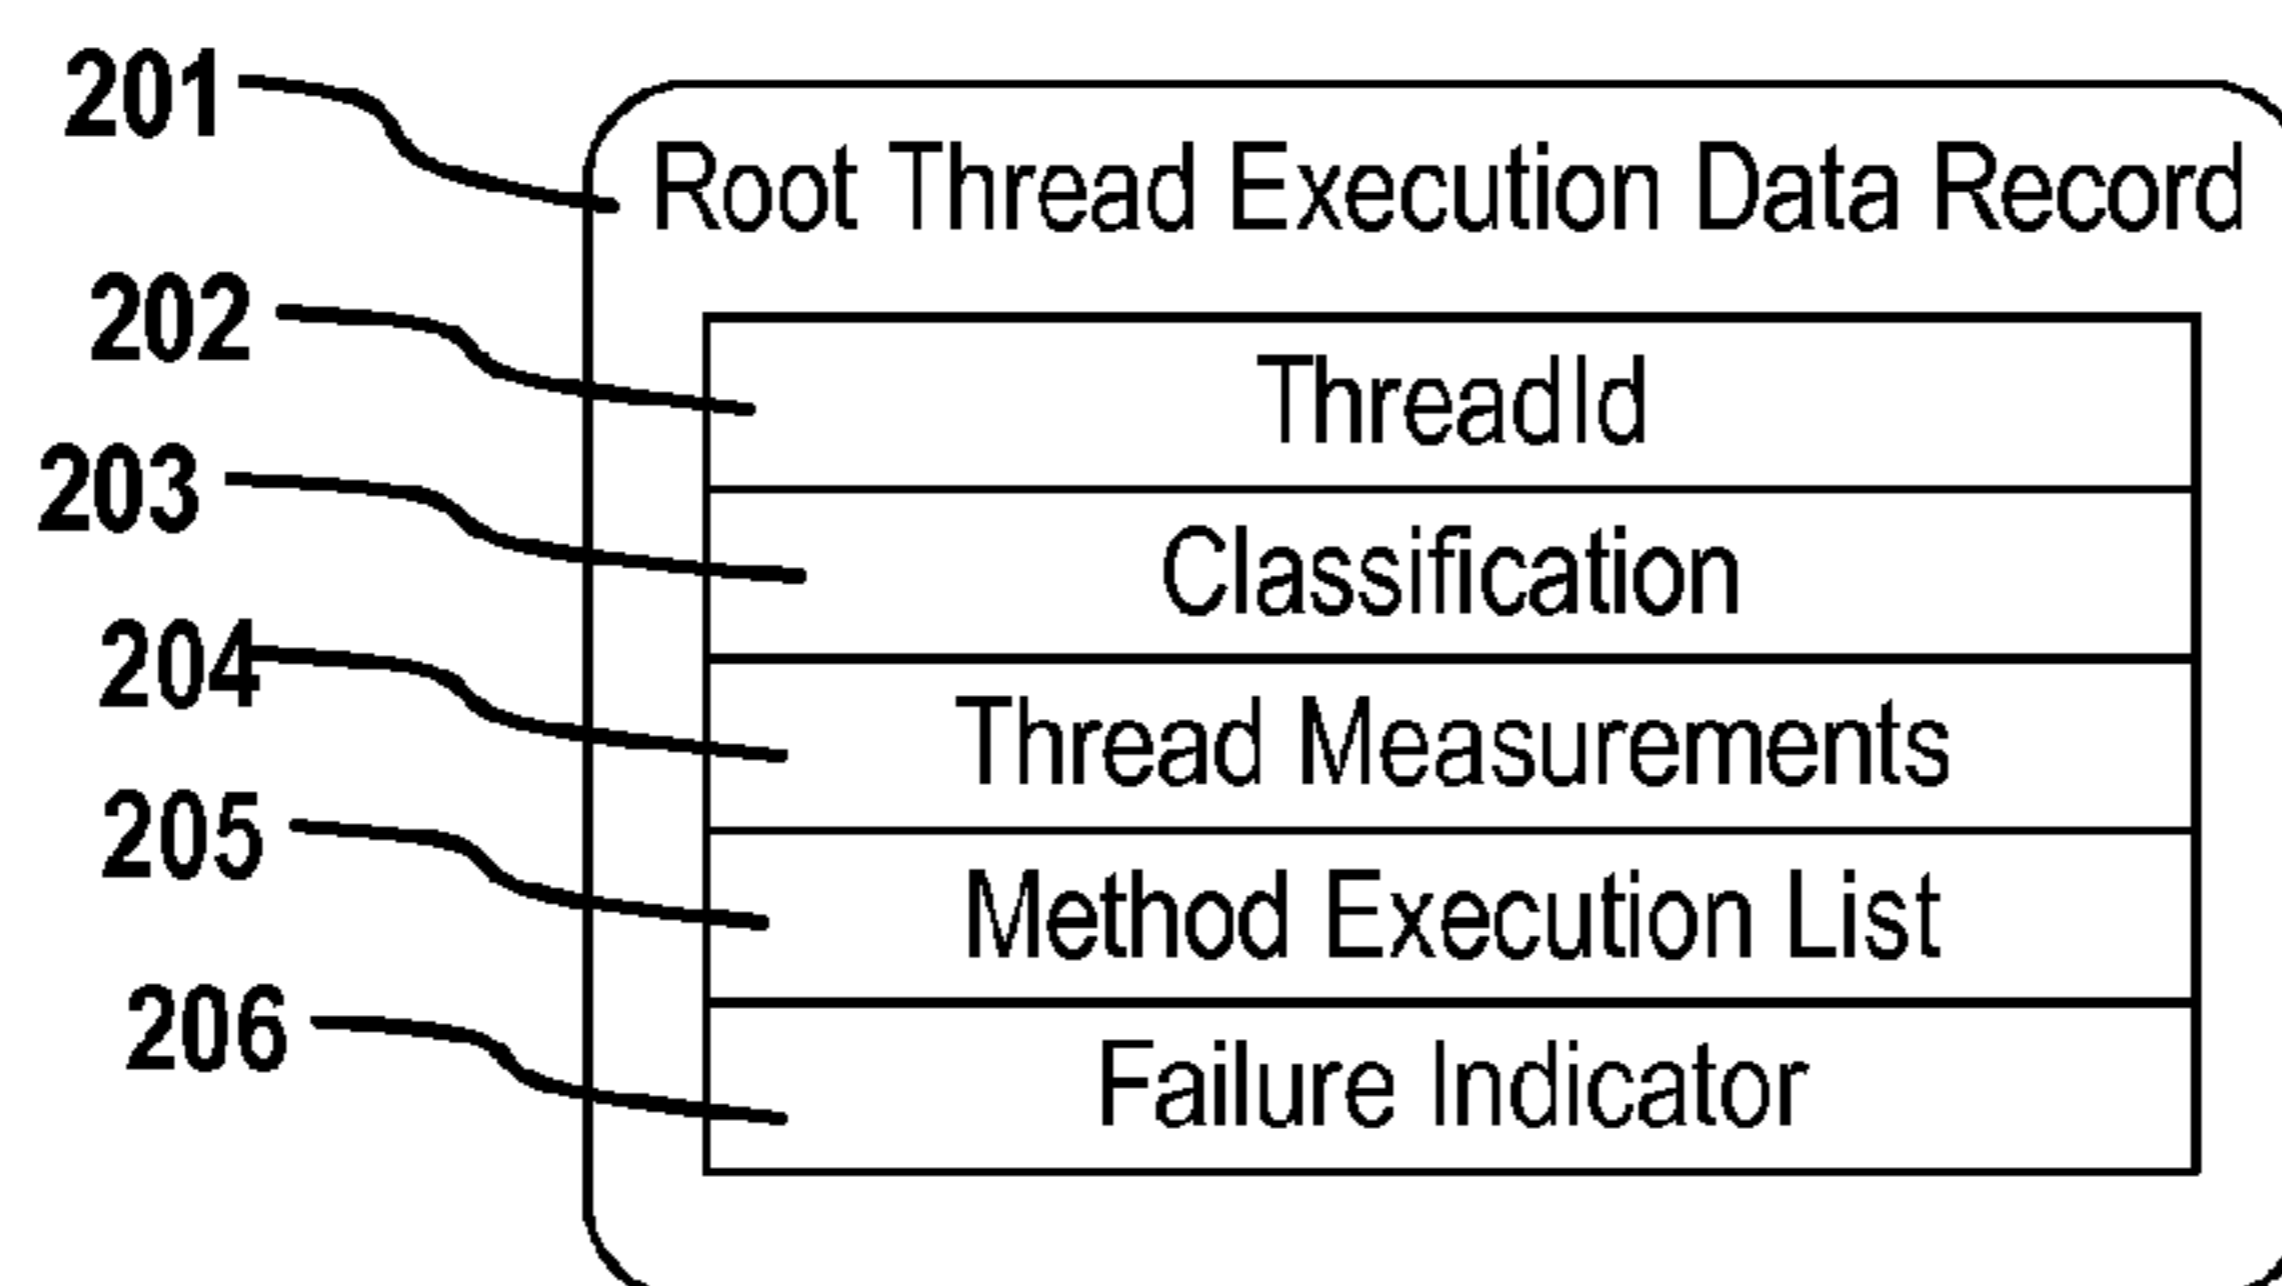 201
Root Thread Execution Data Record
202
ThreadId
203
Classification
204
Thread Measurements
205
Method Execution List
206
Failure Indicator